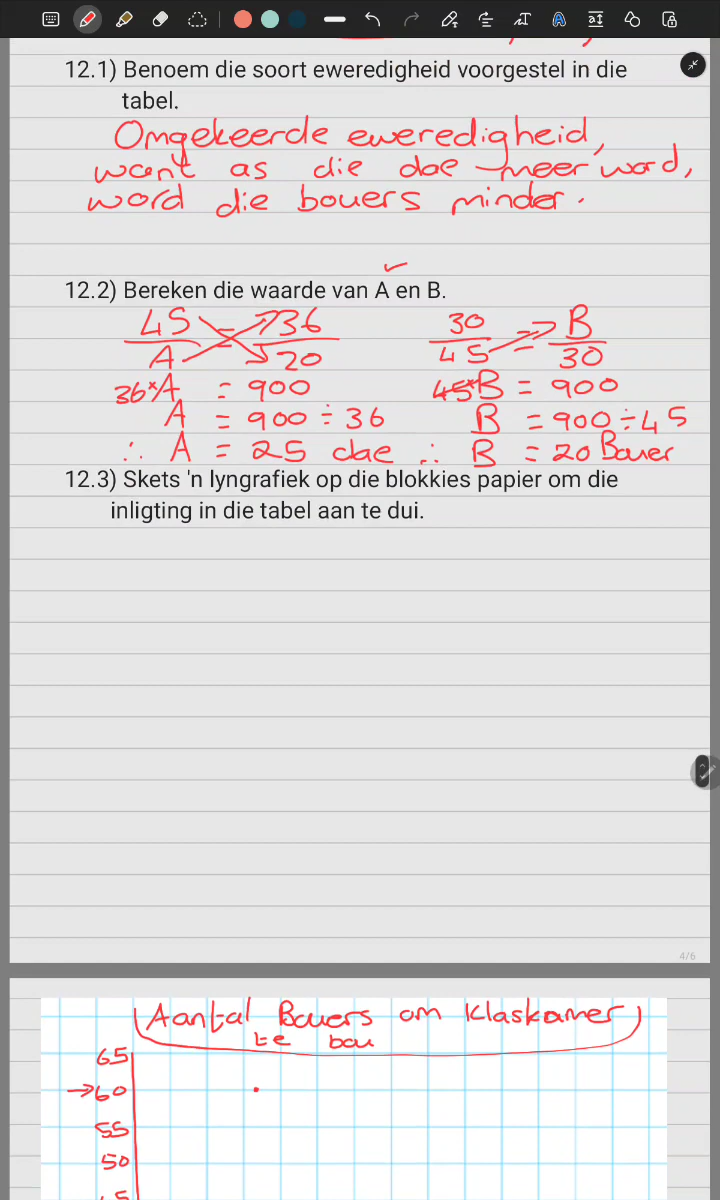 12.1) Benoem die soort eweredigheid voorgestel in die
tabel.
Omgekeerde eweredigheid,
want as die dae meer word,
word die bouers minder.
12.2) Bereken die waarde van A en B.
45/A = 36/20
30/45 = B/30
36×A = 900
45×B = 900
A = 900 ÷ 36
B = 900 ÷ 45
∴ A = 25 dae
∴ B = 20 Bouer
12.3) Skets 'n lyngrafiek op die blokkies papier om die
inligting in die tabel aan te dui.
4/6
Aantal Bouers om Klaskamer
te bou
65
→60
55
50